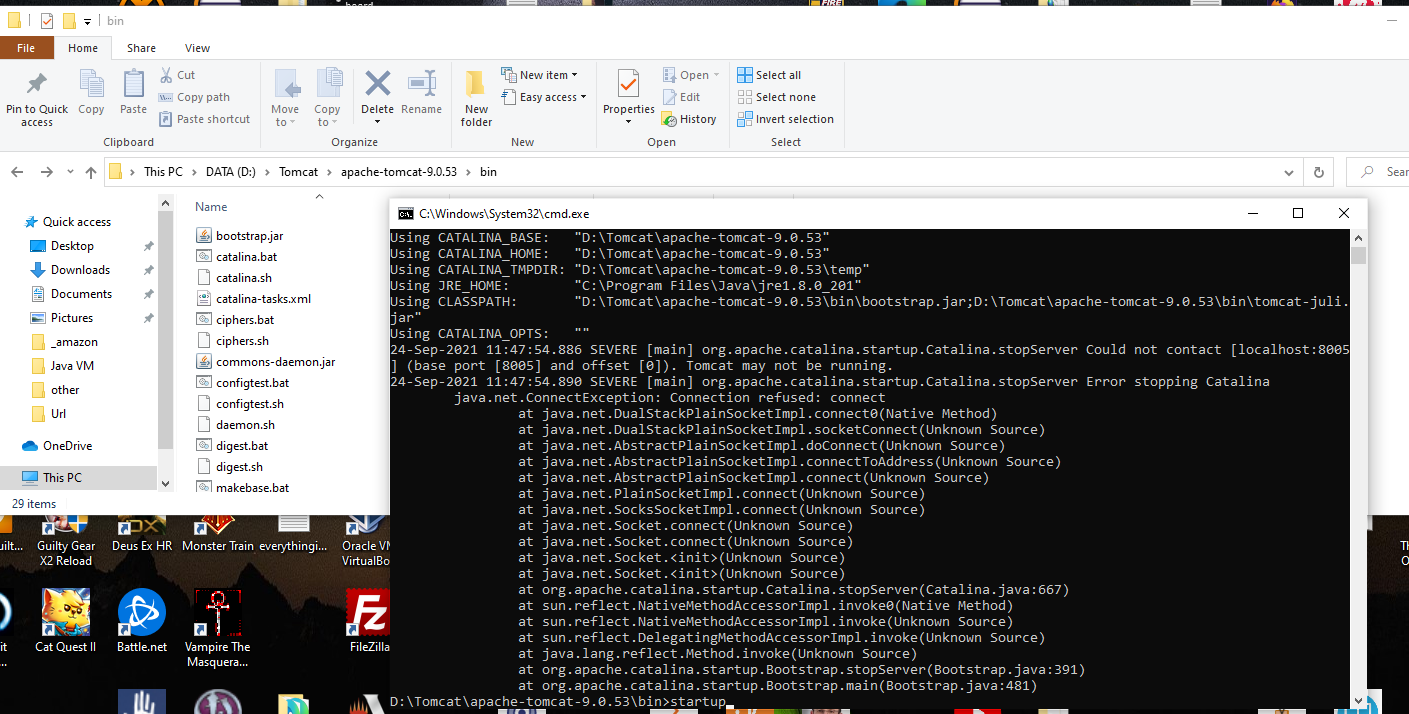 board
FIRE
bin
File
Home
Share
View
Pin to Quick access
Copy
Paste
Cut
Copy path
Paste shortcut
Clipboard
Move to
Copy to
Delete
Rename
Organize
New folder
New item
Easy access
New
Properties
Open
Edit
History
Open
Select all
Select none
Invert selection
Select
This PC > DATA (D:) > Tomcat > apache-tomcat-9.0.53 > bin
Sear
Quick access
Desktop
Downloads
Documents
Pictures
_amazon
Java VM
other
Url
OneDrive
This PC
29 items
Name
bootstrap.jar
catalina.bat
catalina.sh
catalina-tasks.xml
ciphers.bat
ciphers.sh
commons-daemon.jar
configtest.bat
configtest.sh
daemon.sh
digest.bat
digest.sh
makebase.bat
C:\Windows\System32\cmd.exe
Using CATALINA_BASE:   "D:\Tomcat\apache-tomcat-9.0.53"
Using CATALINA_HOME:   "D:\Tomcat\apache-tomcat-9.0.53"
Using CATALINA_TMPDIR: "D:\Tomcat\apache-tomcat-9.0.53\temp"
Using JRE_HOME:        "C:\Program Files\Java\jre1.8.0_201"
Using CLASSPATH:       "D:\Tomcat\apache-tomcat-9.0.53\bin\bootstrap.jar;D:\Tomcat\apache-tomcat-9.0.53\bin\tomcat-juli.
jar"
Using CATALINA_OPTS:   ""
24-Sep-2021 11:47:54.886 SEVERE [main] org.apache.catalina.startup.Catalina.stopServer Could not contact [localhost:8005
] (base port [8005] and offset [0]). Tomcat may not be running.
24-Sep-2021 11:47:54.890 SEVERE [main] org.apache.catalina.startup.Catalina.stopServer Error stopping Catalina
java.net.ConnectException: Connection refused: connect
at java.net.DualStackPlainSocketImpl.connect0(Native Method)
at java.net.DualStackPlainSocketImpl.socketConnect(Unknown Source)
at java.net.AbstractPlainSocketImpl.doConnect(Unknown Source)
at java.net.AbstractPlainSocketImpl.connectToAddress(Unknown Source)
at java.net.AbstractPlainSocketImpl.connect(Unknown Source)
at java.net.PlainSocketImpl.connect(Unknown Source)
at java.net.SocksSocketImpl.connect(Unknown Source)
at java.net.Socket.connect(Unknown Source)
at java.net.Socket.connect(Unknown Source)
at java.net.Socket.<init>(Unknown Source)
at java.net.Socket.<init>(Unknown Source)
at org.apache.catalina.startup.Catalina.stopServer(Catalina.java:667)
at sun.reflect.NativeMethodAccessorImpl.invoke0(Native Method)
at sun.reflect.NativeMethodAccessorImpl.invoke(Unknown Source)
at sun.reflect.DelegatingMethodAccessorImpl.invoke(Unknown Source)
at java.lang.reflect.Method.invoke(Unknown Source)
at org.apache.catalina.startup.Bootstrap.stopServer(Bootstrap.java:391)
at org.apache.catalina.startup.Bootstrap.main(Bootstrap.java:481)
D:\Tomcat\apache-tomcat-9.0.53\bin>startup_
uilt...
Guilty Gear
X2 Reload
Deus Ex HR
Monster Train
everythingi...
Oracle VM
VirtualBo
Th
O
it
...
Cat Quest II
Battle.net
Vampire The
Masquera...
FileZilla